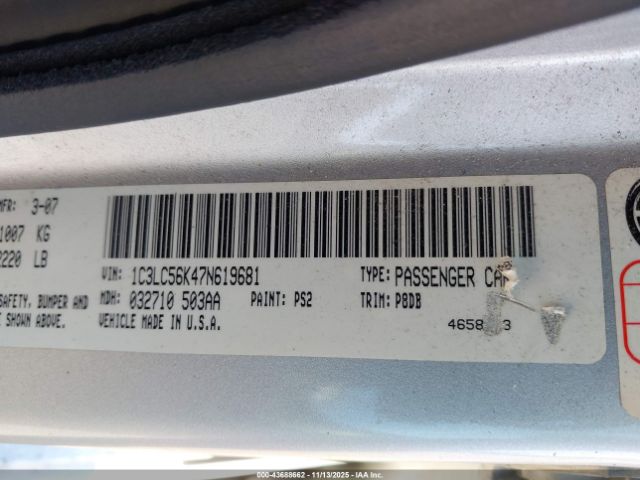 MFR: 3-07
1007 KG
2220 LB
VIN: 1C3LC56K47N619681
TYPE: PASSENGER CAR
MDH: 032710 503AA
PAINT: PS2
TRIM: P8DB
SAFETY, BUMPER AND
E SHOWN ABOVE.
VEHICLE MADE IN U.S.A.
000-43688662 - 11/13/2025 - IAA Inc.